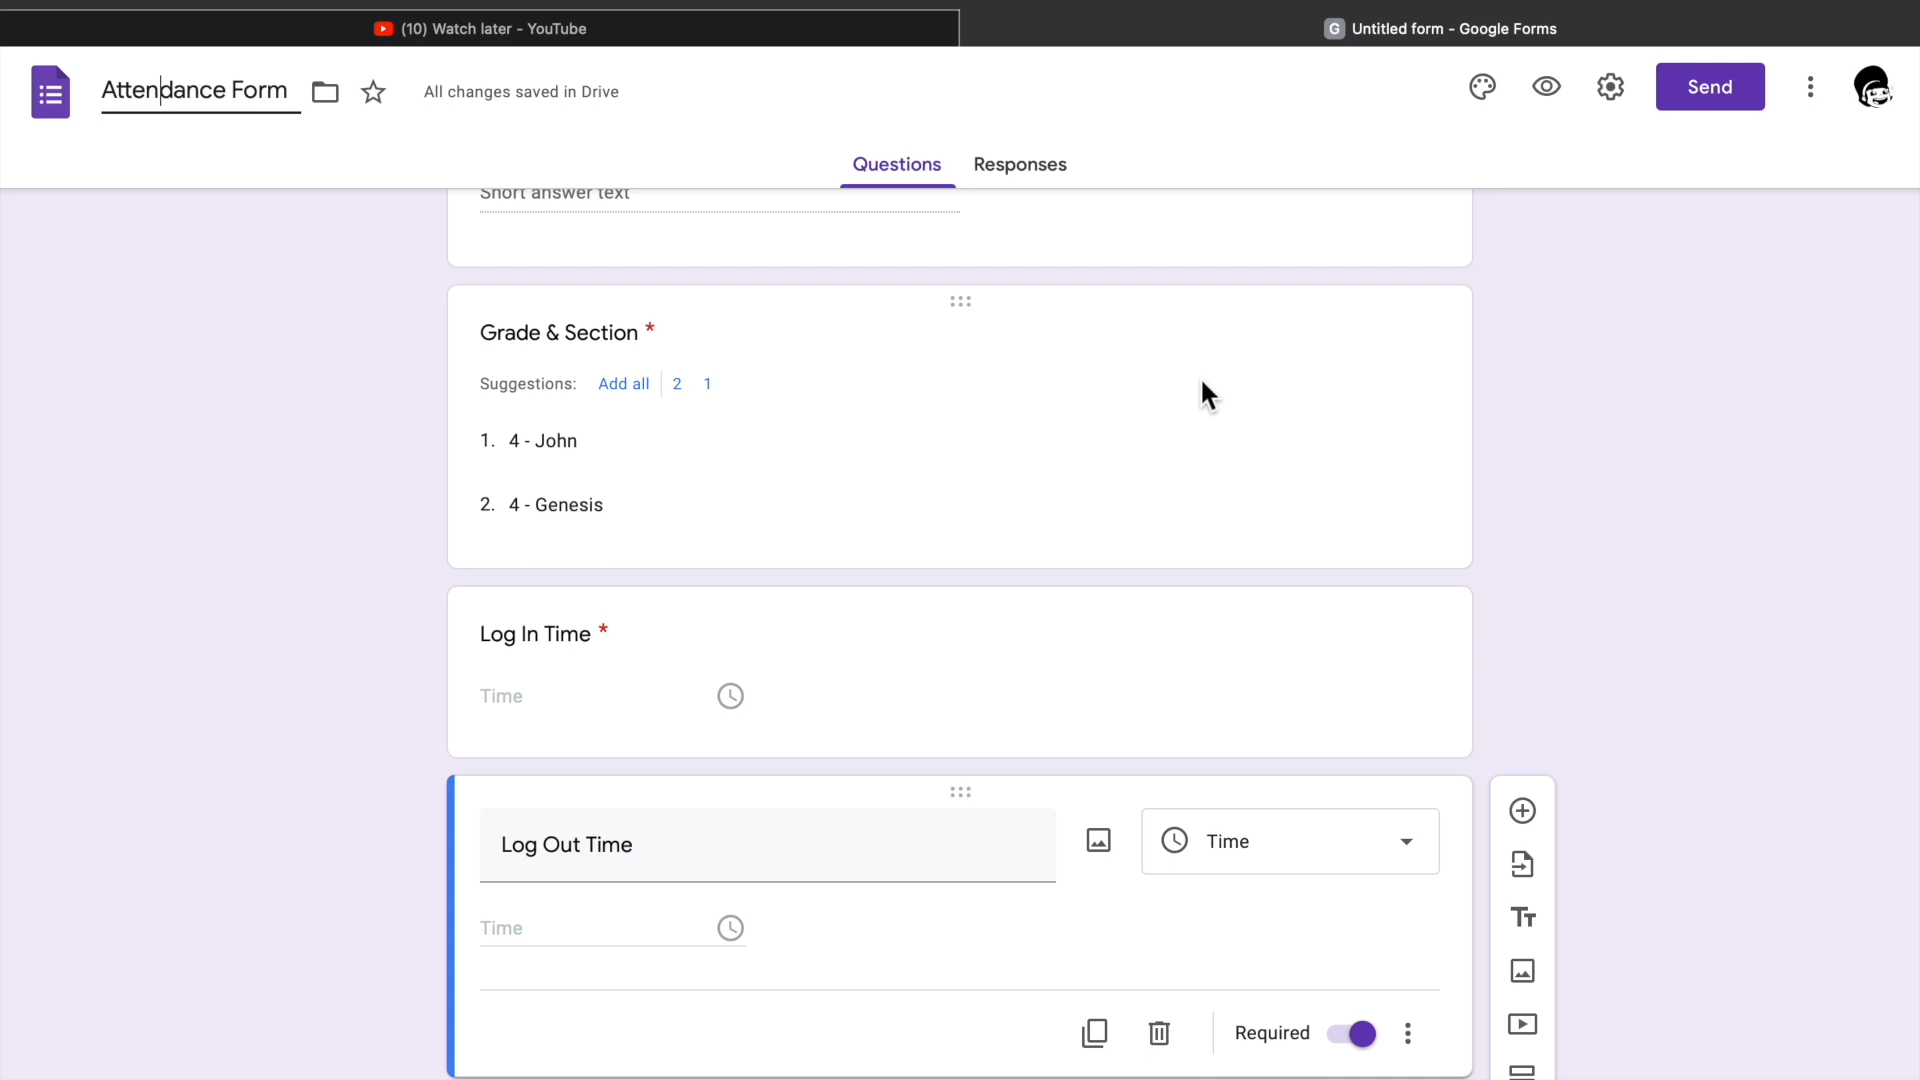 (10) Watch later - YouTube
G Untitled form - Google Forms
Attendance Form
All changes saved in Drive
Send
Questions Responses
Short answer text
Grade & Section *
Suggestions: Add all 2 1
1. 4 - John
2. 4 - Genesis
Log In Time *
Time
Log Out Time
Time
Time
Required